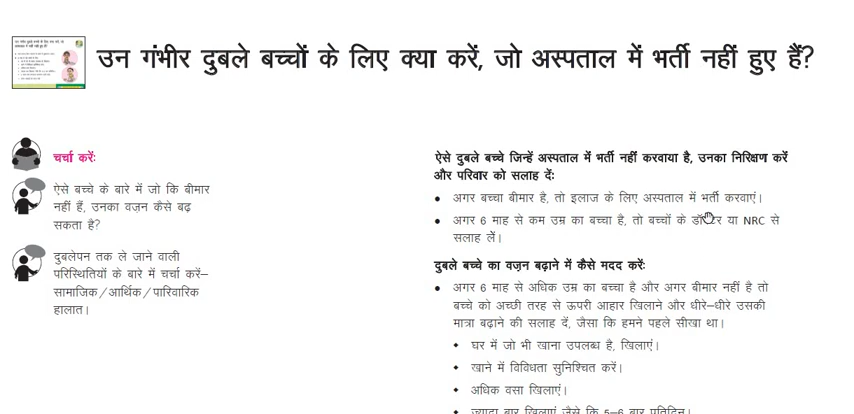 उन गंभीर दुबले बच्चों के लिए क्या करें, जो अस्पताल में भर्ती नहीं हुए हैं?
चर्चा करेंः
ऐसे बच्चे के बारे में जो कि बीमार
नहीं हैं, उनका वज़न कैसे बढ़
सकता है?
दुबलेपन तक ले जाने वाली
परिस्थितियों के बारे में चर्चा करें–
सामाजिक/आर्थिक/पारिवारिक
हालात।
ऐसे दुबले बच्चे जिन्हें अस्पताल में भर्ती नहीं करवाया है, उनका निरिक्षण करें
और परिवार को सलाह देंः
• अगर बच्चा बीमार है, तो इलाज के लिए अस्पताल में भर्ती करवाएं।
• अगर 6 माह से कम उम्र का बच्चा है, तो बच्चों के डॉक्टर या NRC से
सलाह लें।
दुबले बच्चे का वज़न बढ़ाने में कैसे मदद करेंः
• अगर 6 माह से अधिक उम्र का बच्चा है और अगर बीमार नहीं है तो
बच्चे को अच्छी तरह से ऊपरी आहार खिलाने और धीरे–धीरे उसकी
मात्रा बढ़ाने की सलाह दें, जैसा कि हमने पहले सीखा था।
◆ घर में जो भी खाना उपलब्ध है, खिलाएं।
◆ खाने में विविधता सुनिश्चित करें।
◆ अधिक वसा खिलाएं।
◆ ज्यादा बार खिलाएं जैसे कि 5–6 बार प्रतिदिन।